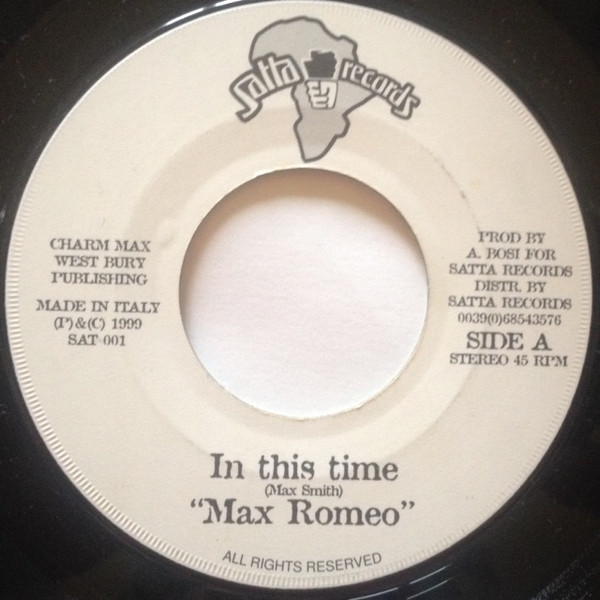 Satta records
CHARM MAX
WEST BURY
PUBLISHING
MADE IN ITALY
(P)&(C) 1999
SAT 001
PROD BY
A. BOSI FOR
SATTA RECORDS
DISTR. BY
SATTA RECORDS
0039(0)68543576
SIDE A
STEREO 45 RPM
In this time
(Max Smith)
“Max Romeo”
ALL RIGHTS RESERVED